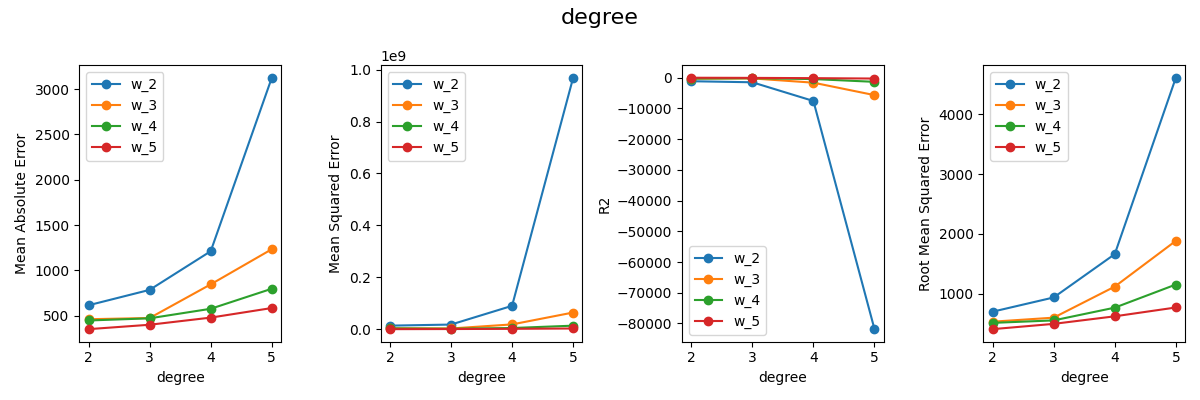 degree
Mean Absolute Error
3000
2500
2000
1500
1000
500
w_2
w_3
w_4
w_5
2 3 4 5
degree
1e9
Mean Squared Error
1.0
0.8
0.6
0.4
0.2
0.0
w_2
w_3
w_4
w_5
2 3 4 5
degree
R2
0
−10000
−20000
−30000
−40000
−50000
−60000
−70000
−80000
w_2
w_3
w_4
w_5
2 3 4 5
degree
Root Mean Squared Error
4000
3000
2000
1000
w_2
w_3
w_4
w_5
2 3 4 5
degree